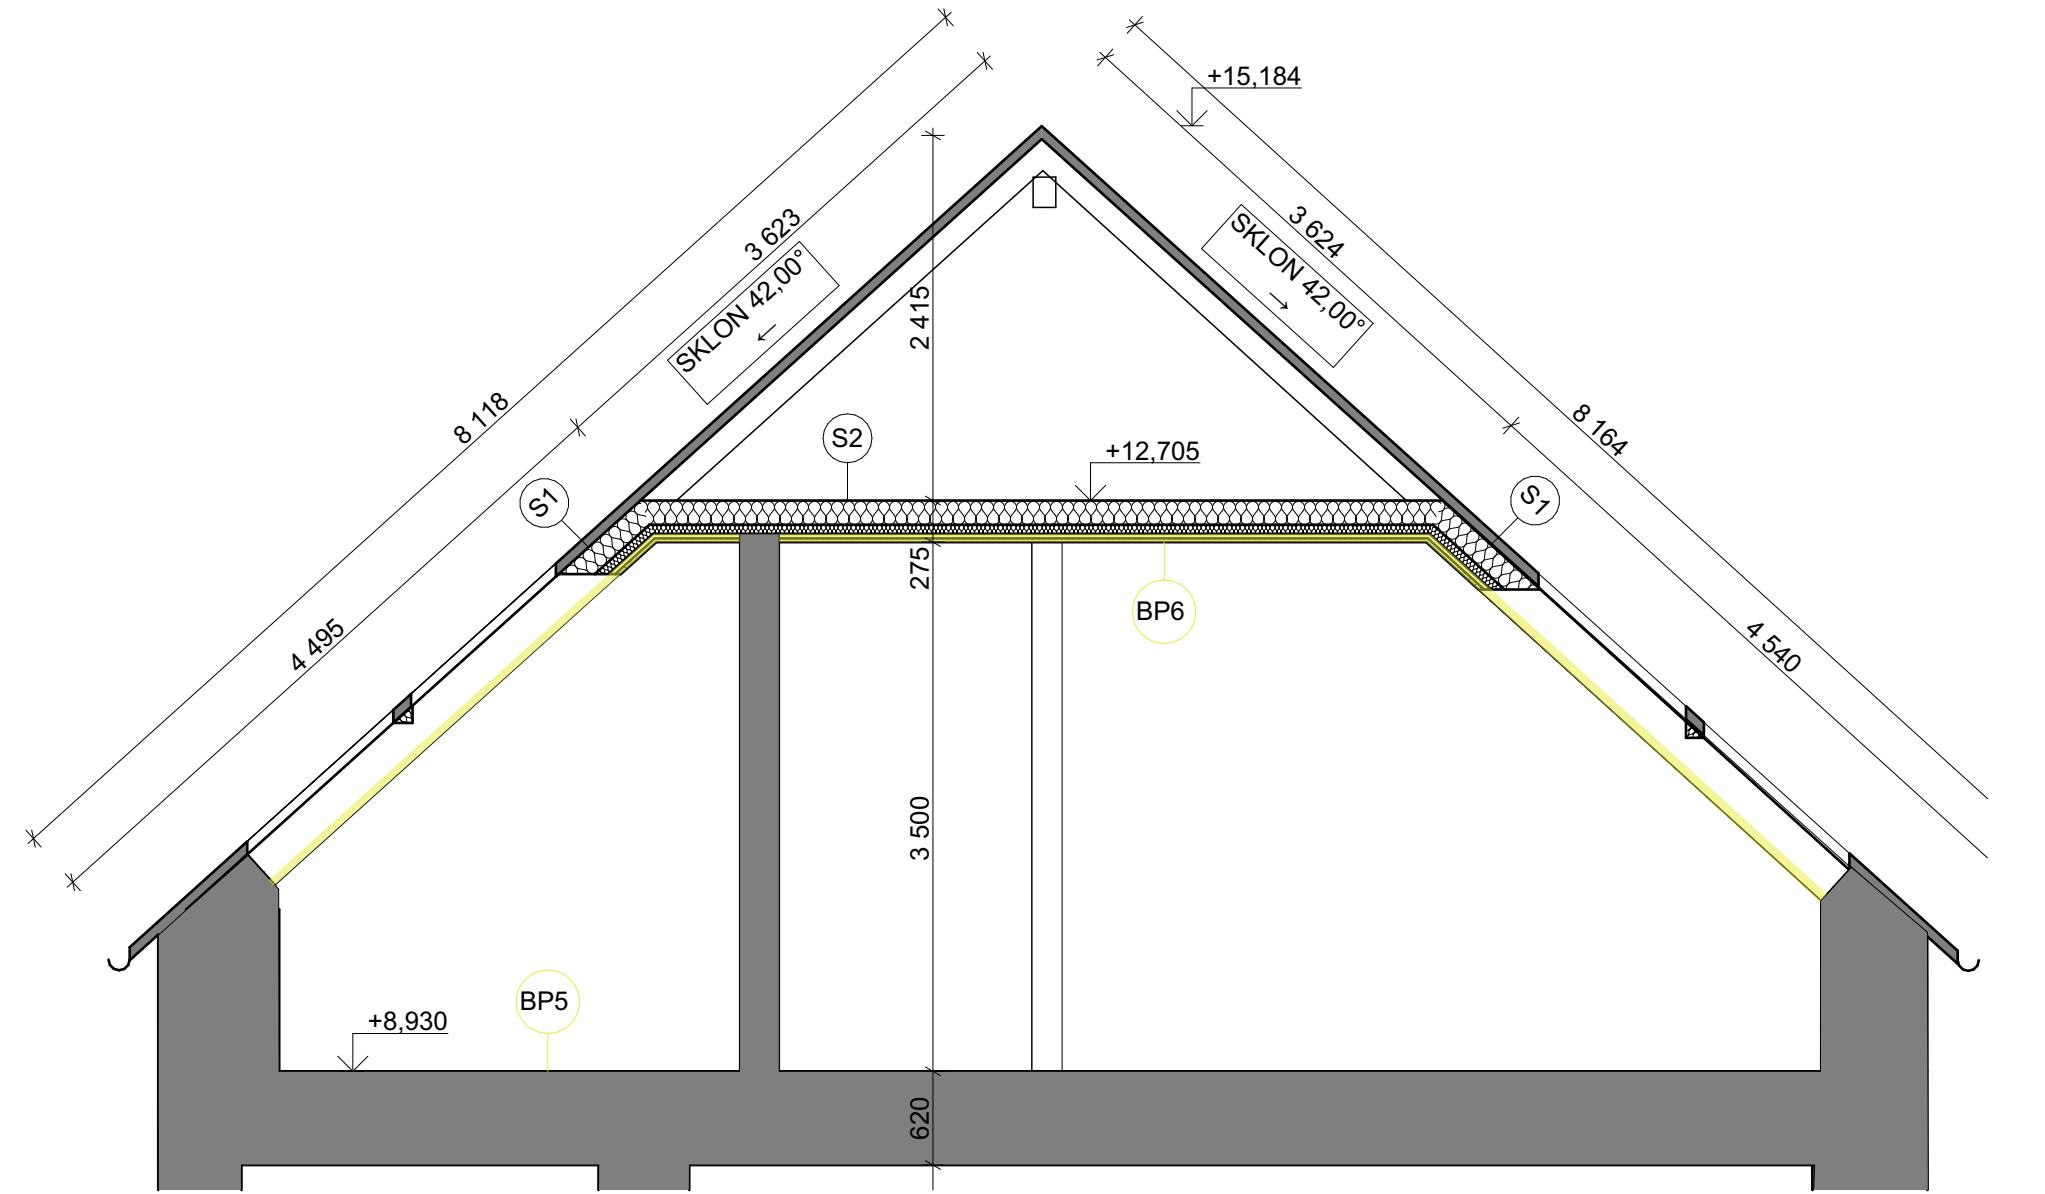 +15,184
3 623
3 624
SKLON 42,00°
←
SKLON 42,00°
→
2 415
8 118
8 164
S2
+12,705
S1
S1
275
BP6
4 495
4 540
3 500
BP5
+8,930
620